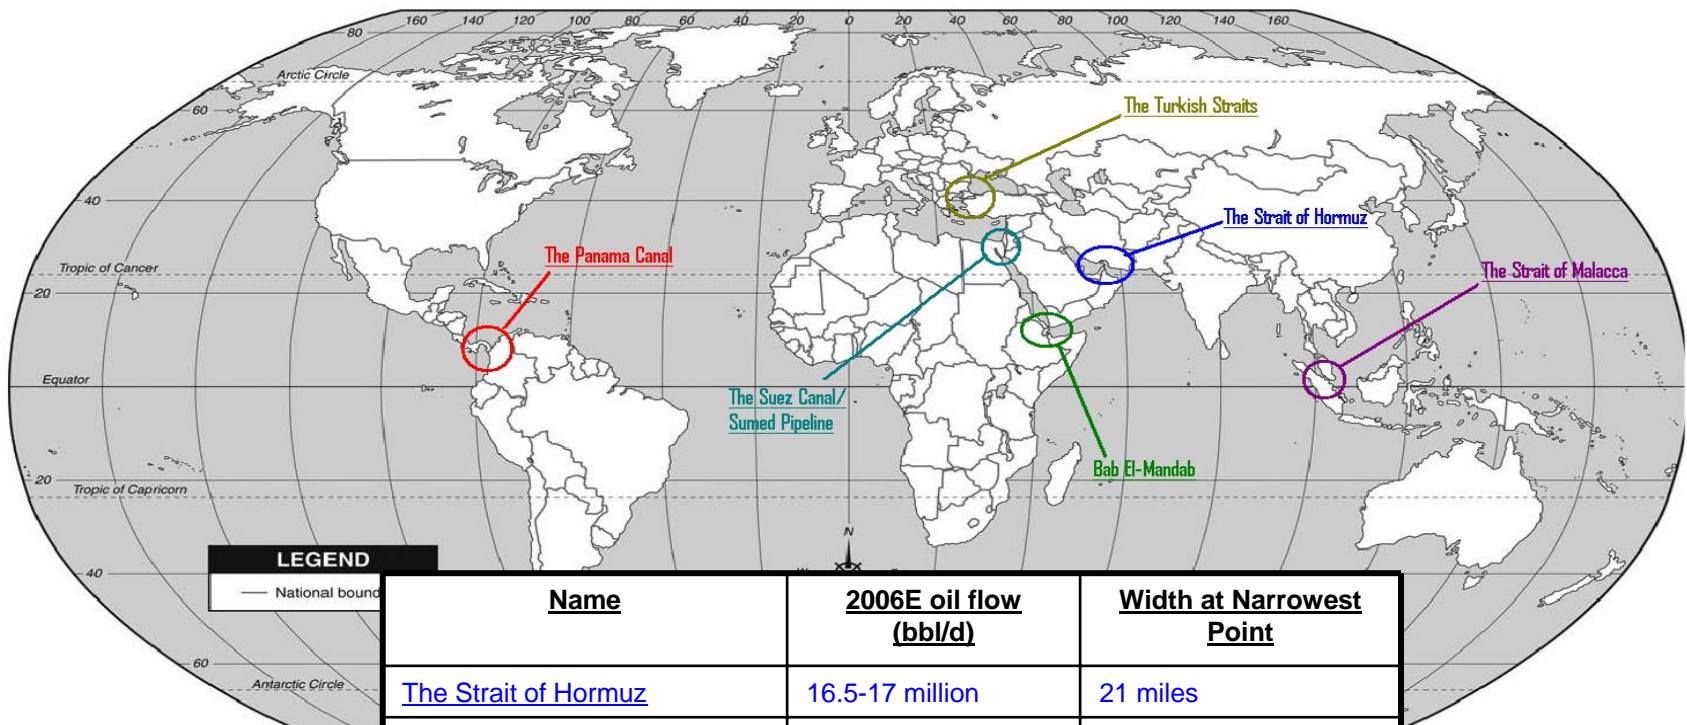 160 140 120 100 80 60 40 20 0 20 40 60 80 100 120 140 160
80
Arctic Circle
60
The Turkish Straits
40
The Strait of Hormuz
The Panama Canal
Tropic of Cancer
The Strait of Malacca
20
Equator
The Suez Canal/
Sumed Pipeline
Bab El-Mandab
20
Tropic of Capricorn
N
LEGEND
40
National bound
60
Antarctic Circle
Name
2006E oil flow
(bbl/d)
Width at Narrowest
Point
The Strait of Hormuz
16.5-17 million
21 miles